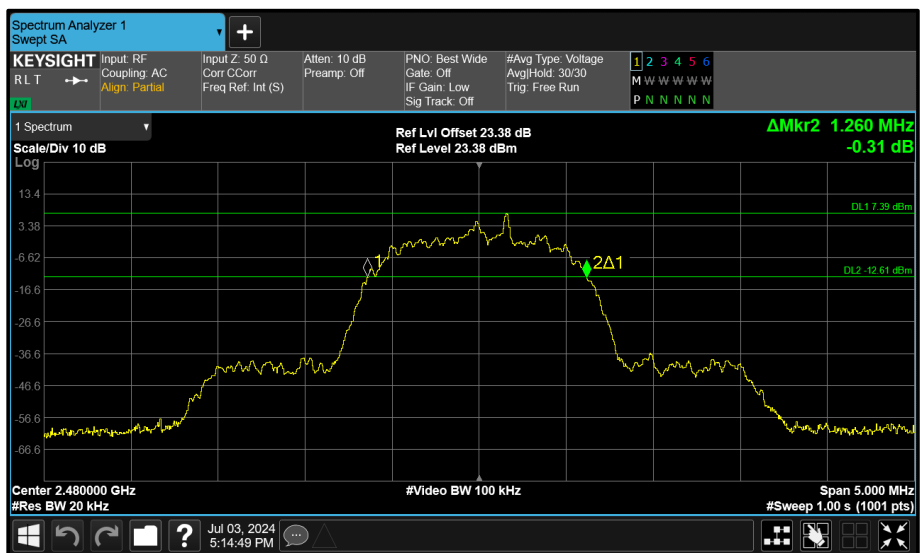 Spectrum Analyzer 1
Swept SA
+
KEYSIGHT
R L T
LXI
Input: RF
Coupling: AC
Align: Partial
Input Z: 50 Ω
Corr CCorr
Freq Ref: Int (S)
Atten: 10 dB
Preamp: Off
PNO: Best Wide
Gate: Off
IF Gain: Low
Sig Track: Off
#Avg Type: Voltage
Avg|Hold: 30/30
Trig: Free Run
1 2 3 4 5 6
M W W W W W
P N N N N N
1 Spectrum
Scale/Div 10 dB
Log
Ref Lvl Offset 23.38 dB
Ref Level 23.38 dBm
ΔMkr2 1.260 MHz
-0.31 dB
13.4
DL1 7.39 dBm
3.38
-6.62
1
2Δ1
DL2 -12.61 dBm
-16.6
-26.6
-36.6
-46.6
-56.6
-66.6
Center 2.480000 GHz
#Res BW 20 kHz
#Video BW 100 kHz
Span 5.000 MHz
#Sweep 1.00 s (1001 pts)
?
Jul 03, 2024
5:14:49 PM